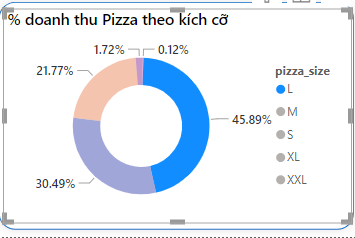 % doanh thu Pizza theo kích cỡ
1.72%
0.12%
21.77%
45.89%
30.49%
pizza_size
L
M
S
XL
XXL